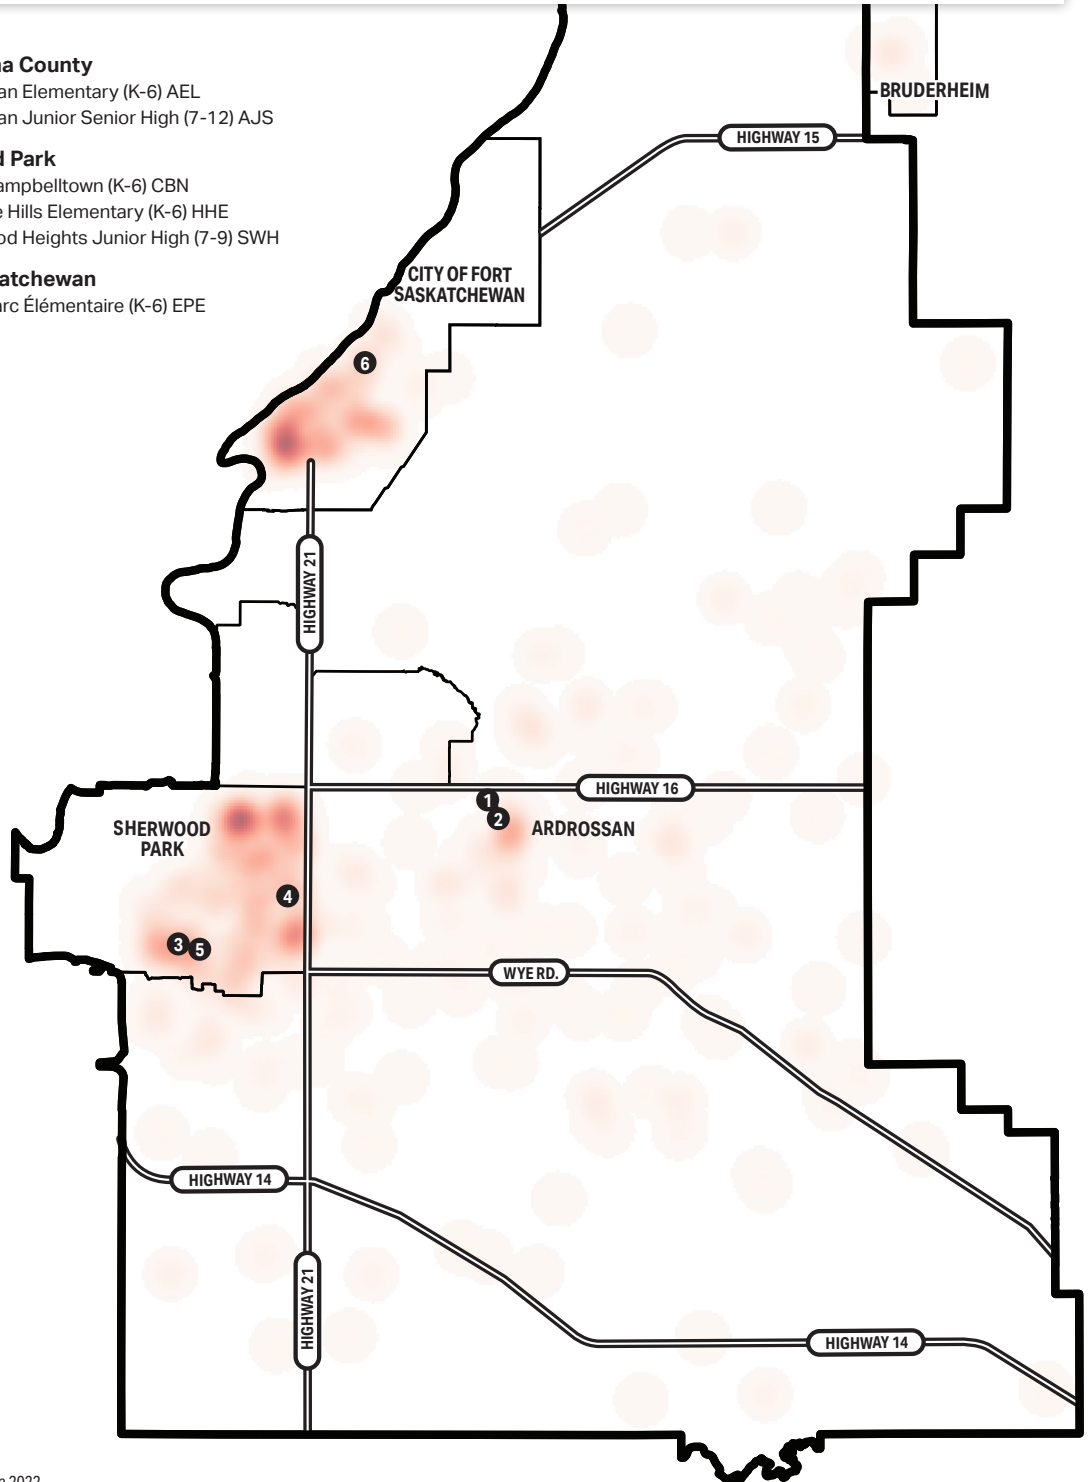 na County
an Elementary (K-6) AEL
an Junior Senior High (7-12) AJS
d Park
ampbelltown (K-6) CBN
e Hills Elementary (K-6) HHE
od Heights Junior High (7-9) SWH
atchewan
arc Élémentaire (K-6) EPE
BRUDERHEIM
HIGHWAY 15
CITY OF FORT
SASKATCHEWAN
6
HIGHWAY 21
HIGHWAY 16
1
2
ARDROSSAN
SHERWOOD
PARK
4
3
5
WYE RD.
HIGHWAY 14
HIGHWAY 21
HIGHWAY 14
2022